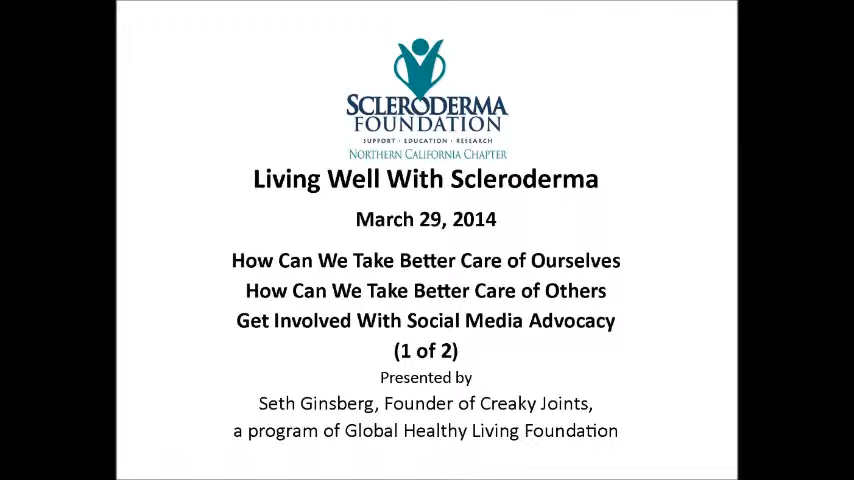 SCLERODERMA
FOUNDATION
SUPPORT · EDUCATION · RESEARCH
NORTHERN CALIFORNIA CHAPTER
Living Well With Scleroderma
March 29, 2014
How Can We Take Better Care of Ourselves
How Can We Take Better Care of Others
Get Involved With Social Media Advocacy
(1 of 2)
Presented by
Seth Ginsberg, Founder of Creaky Joints,
a program of Global Healthy Living Foundation